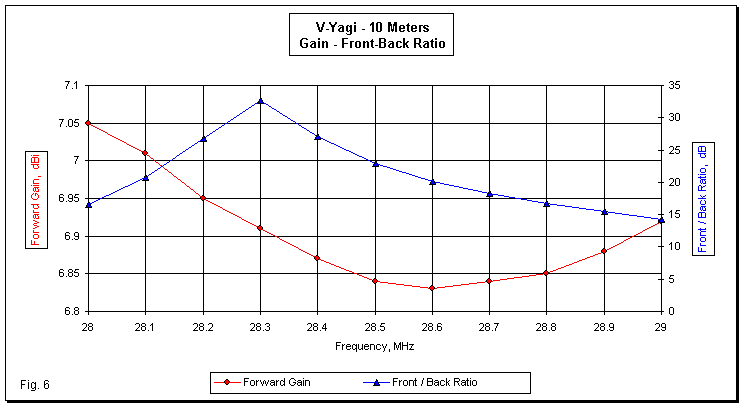 V-Yagi - 10 Meters
Gain - Front-Back Ratio
7.1
7.05
7
6.95
6.9
6.85
6.8
Forward Gain, dBi
35
30
25
20
15
10
5
0
Front / Back Ratio, dB
28 28.1 28.2 28.3 28.4 28.5 28.6 28.7 28.8 28.9 29
Frequency, MHz
Forward Gain Front / Back Ratio
Fig. 6